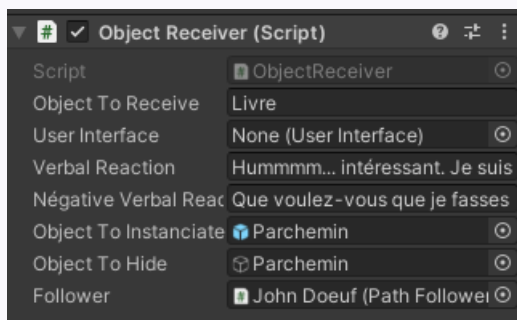 # Object Receiver (Script)
Script # ObjectReceiver
Object To Receive Livre
User Interface None (User Interface)
Verbal Reaction Hummmm... intéressant. Je suis
Négative Verbal Reac Que voulez-vous que je fasses
Object To Instanciate Parchemin
Object To Hide Parchemin
Follower # John Doeuf (Path Follower